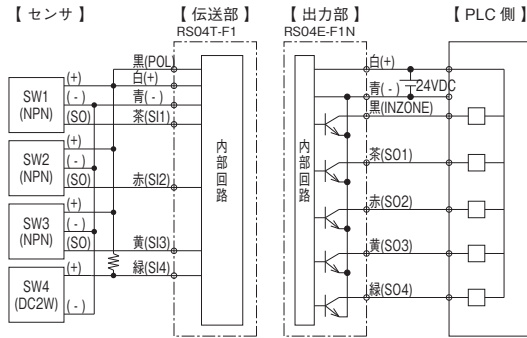 【 センサ 】
【 伝送部 】
RS04T-F1
【 出力部 】
RS04E-F1N
【 PLC 側 】
SW1
(NPN)
(+)
(-)
(SO)
SW2
(NPN)
(+)
(-)
(SO)
SW3
(NPN)
(+)
(-)
(SO)
SW4
(DC2W)
(+)
(-)
黒(POL)
白(+)
青(-)
茶(SI1)
赤(SI2)
黄(SI3)
緑(SI4)
内部回路
内部回路
白(+)
24VDC
青(-)
黒(INZONE)
茶(SO1)
赤(SO2)
黄(SO3)
緑(SO4)